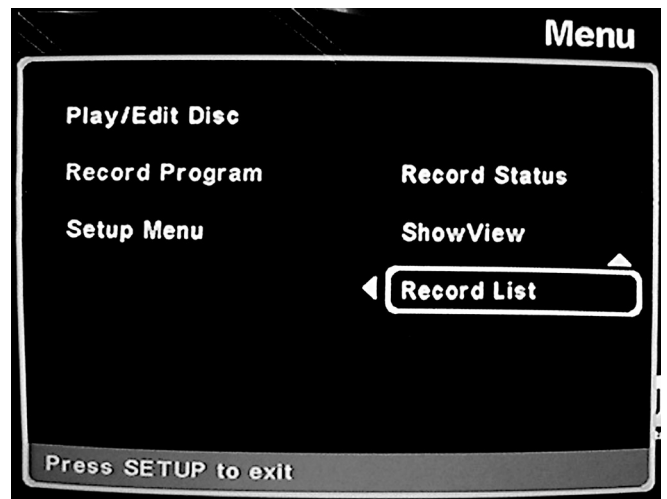 Menu
Play/Edit Disc
Record Program
Record Status
Setup Menu
ShowView
Record List
Press SETUP to exit